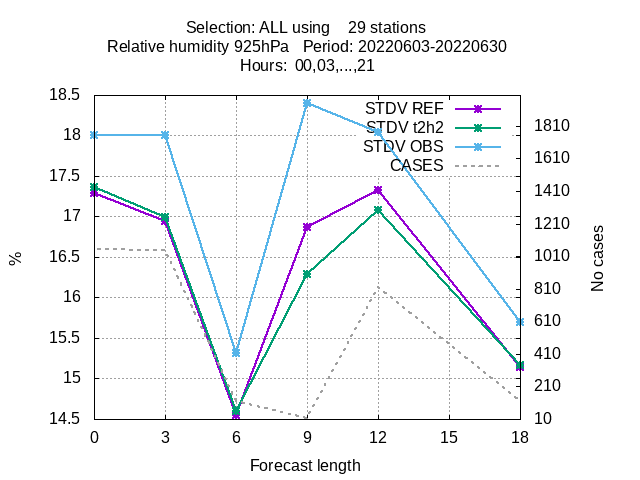 Selection: ALL using 29 stations
Relative humidity 925hPa Period: 20220603-20220630
Hours: 00,03,...,21
STDV REF
STDV t2h2
STDV OBS
CASES
18.5
18
17.5
17
16.5
16
15.5
15
14.5
%
1810
1610
1410
1210
1010
810
610
410
210
10
No cases
0 3 6 9 12 15 18
Forecast length